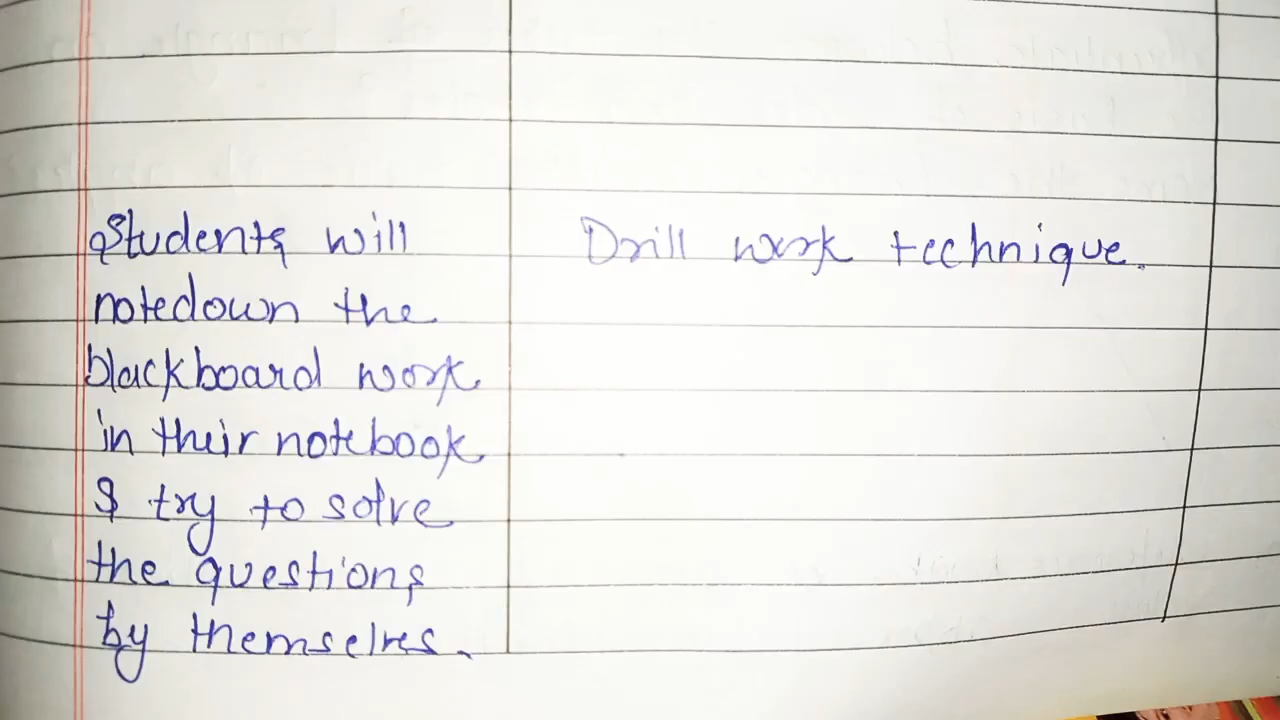 Students will
notedown the
blackboard work
in their notebook
& try to solve
the questions
by themselves.
Drill work technique.